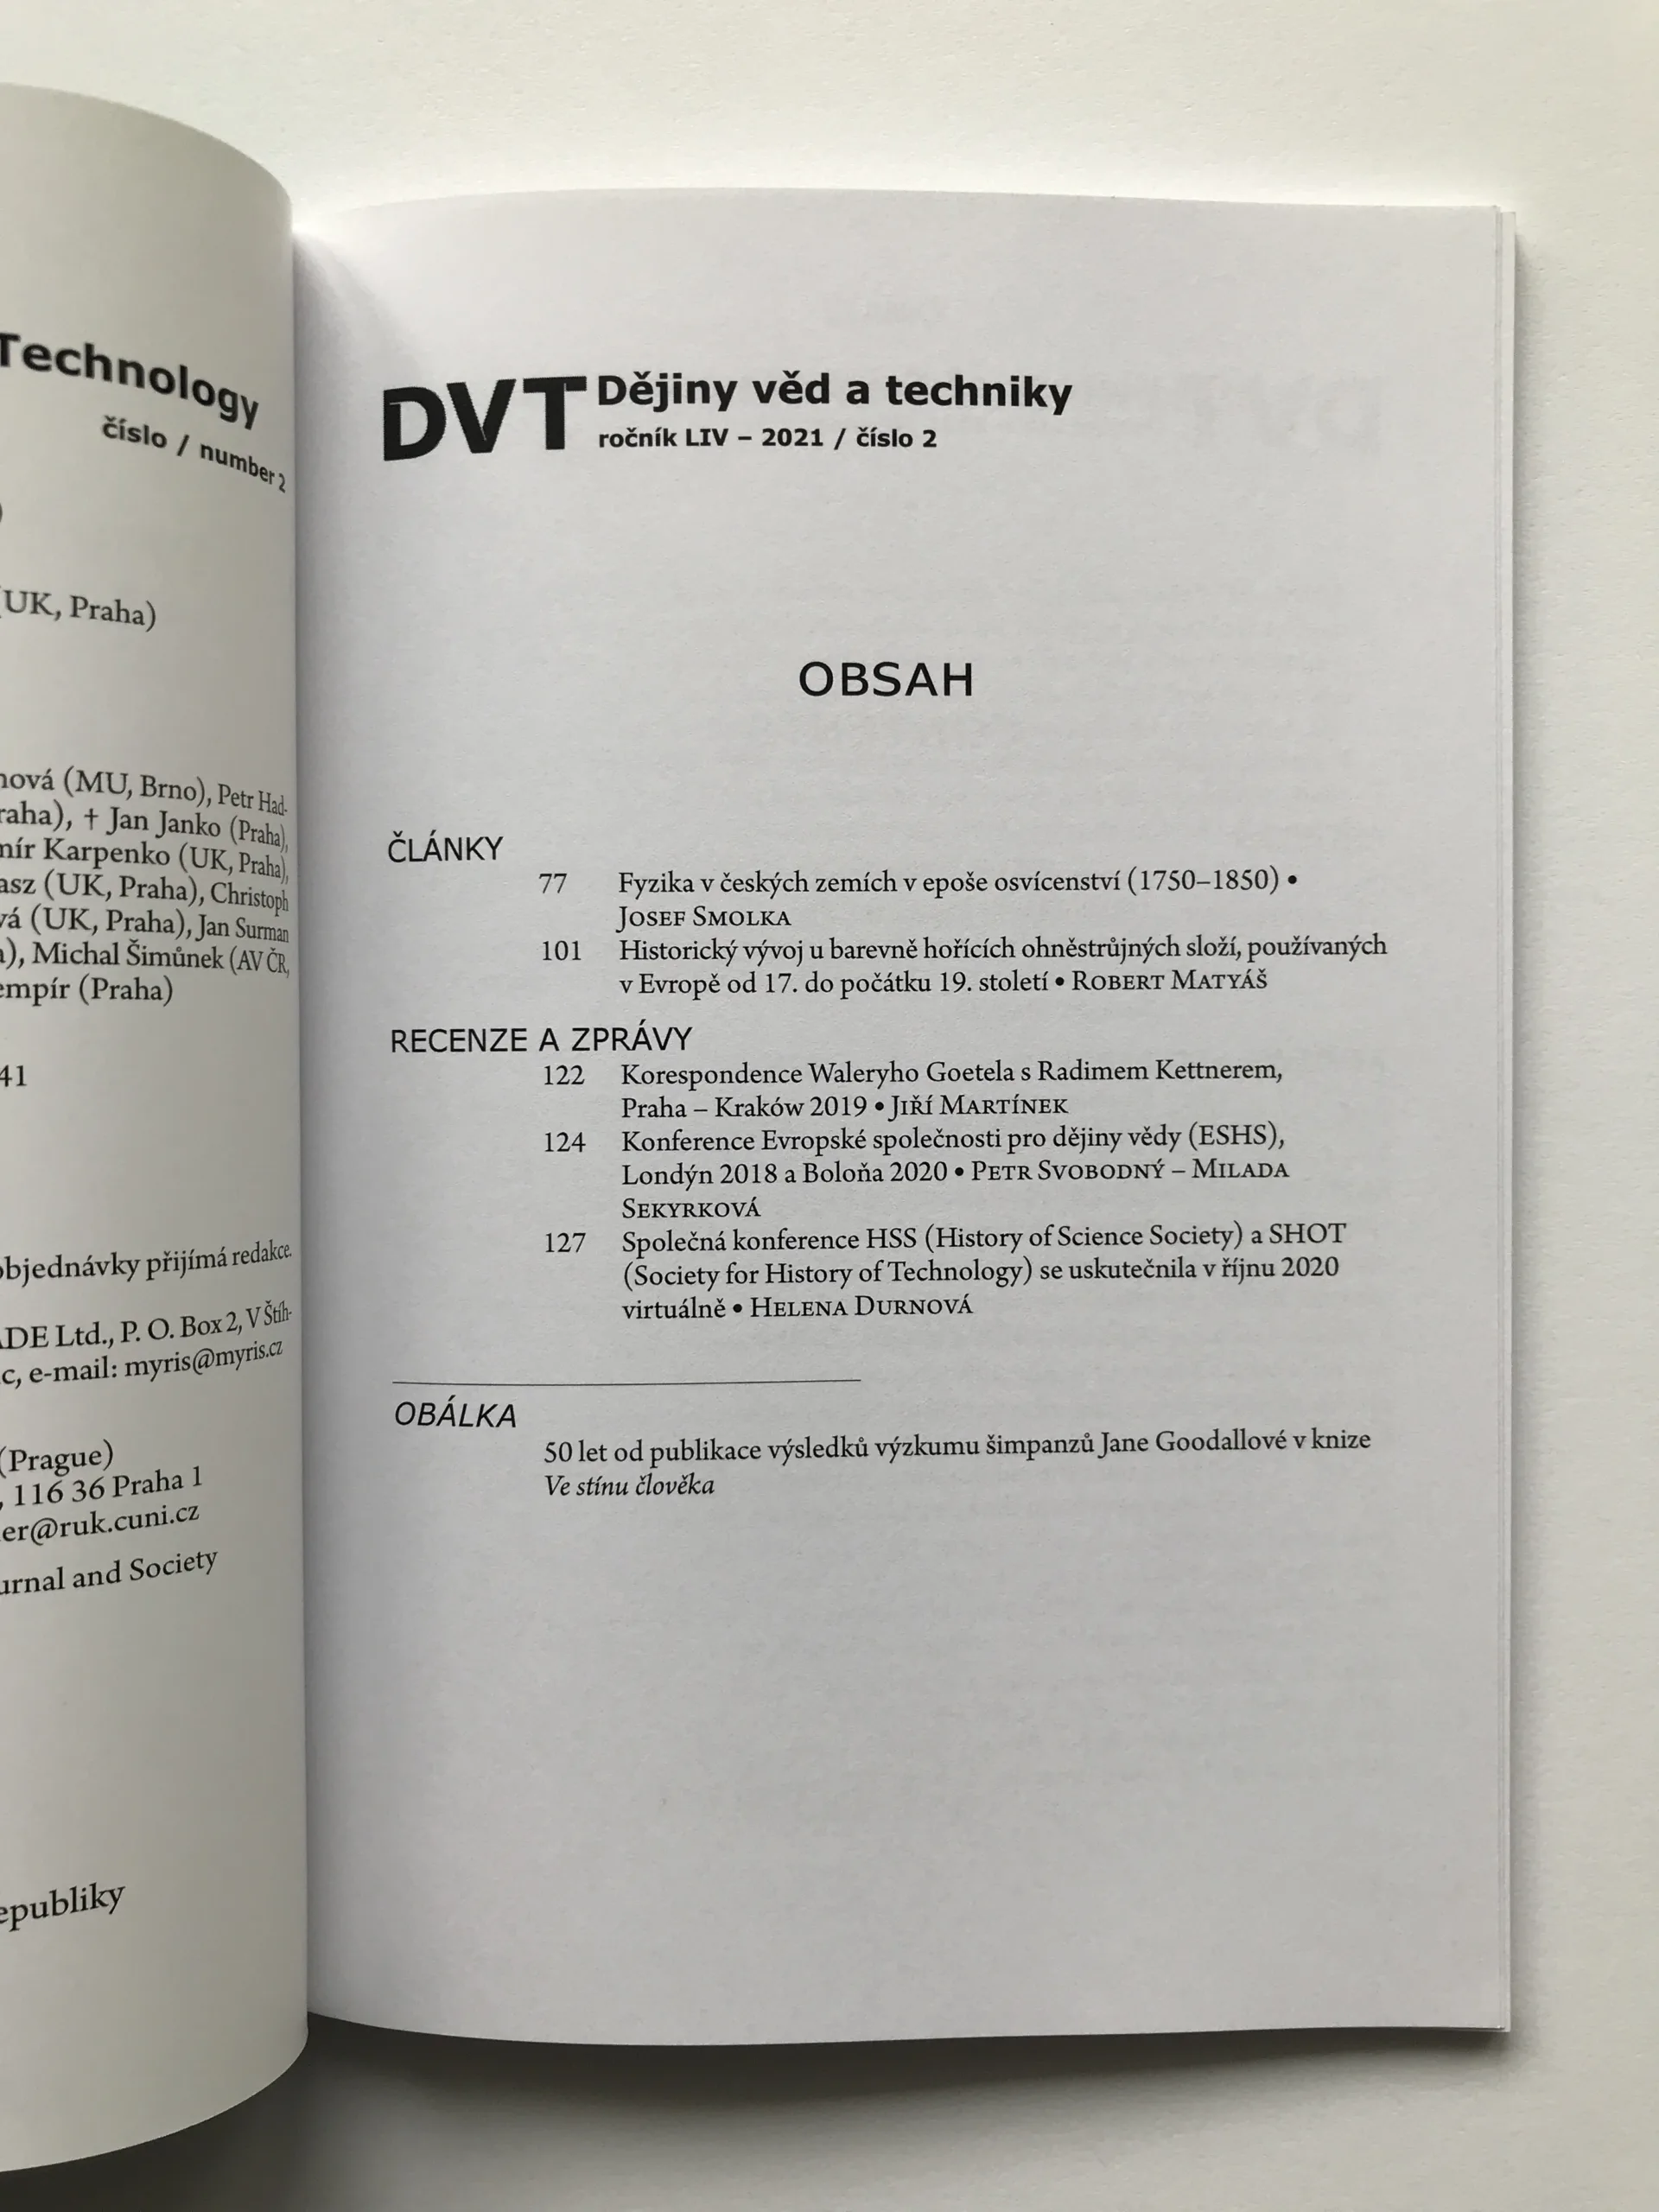 Technology
číslo / number 2
)
(UK, Praha)
nová (MU, Brno), Petr Had-
raha), † Jan Janko (Praha),
mír Karpenko (UK, Praha),
asz (UK, Praha), Christoph
vá (UK, Praha), Jan Surman
), Michal Šimůnek (AV ČR,
empír (Praha)
41
objednávky přijímá redakce.
ADE Ltd., P. O. Box 2, V Štíh-
c, e-mail: myris@myris.cz
(Prague)
, 116 36 Praha 1
er@ruk.cuni.cz
urnal and Society
epubliky
DVT Dějiny věd a techniky
ročník LIV – 2021 / číslo 2
OBSAH
ČLÁNKY
77 Fyzika v českých zemích v epoše osvícenství (1750–1850) •
JOSEF SMOLKA
101 Historický vývoj u barevně hořících ohněstrůjných složí, používaných
v Evropě od 17. do počátku 19. století • ROBERT MATYÁŠ
RECENZE A ZPRÁVY
122 Korespondence Waleryho Goetela s Radimem Kettnerem,
Praha – Kraków 2019 • JIŘÍ MARTÍNEK
124 Konference Evropské společnosti pro dějiny vědy (ESHS),
Londýn 2018 a Boloňa 2020 • PETR SVOBODNÝ – MILADA
SEKYRKOVÁ
127 Společná konference HSS (History of Science Society) a SHOT
(Society for History of Technology) se uskutečnila v říjnu 2020
virtuálně • HELENA DURNOVÁ
OBÁLKA
50 let od publikace výsledků výzkumu šimpanzů Jane Goodallové v knize
Ve stínu člověka